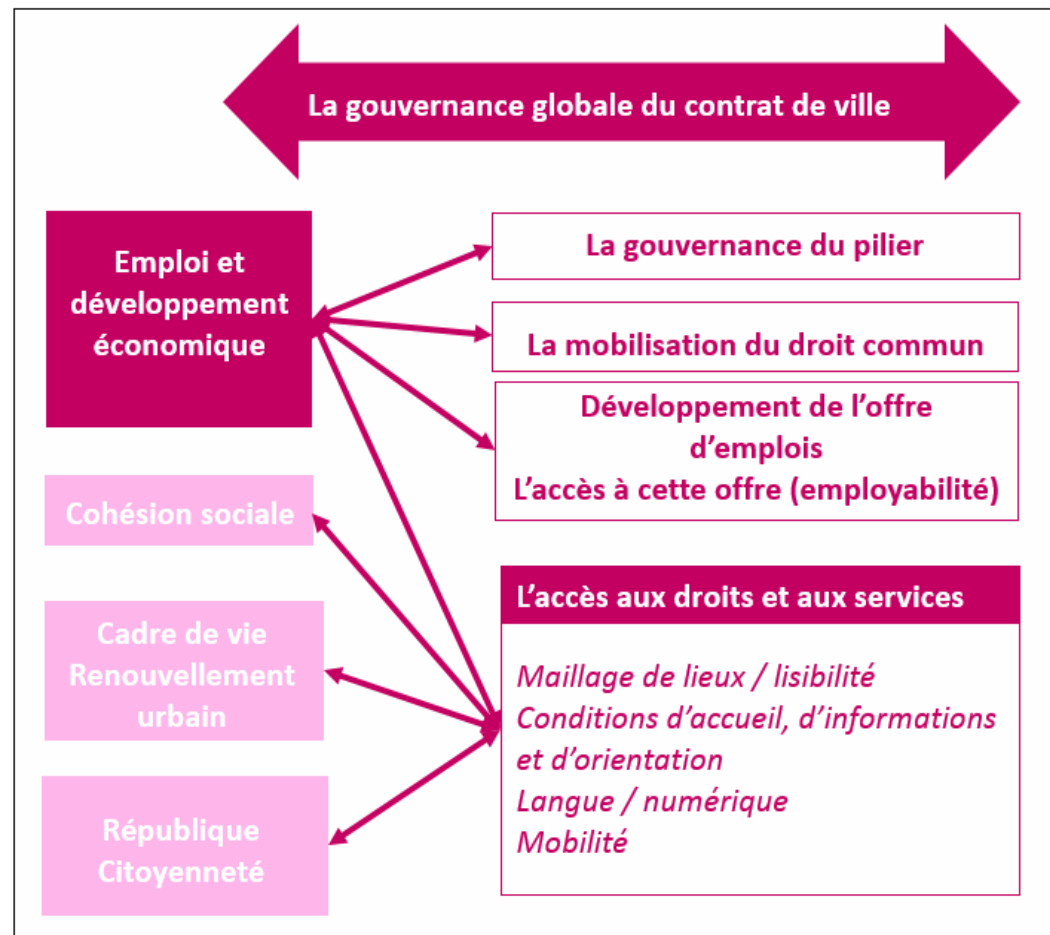 La gouvernance globale du contrat de ville
Emploi et
développement
économique
La gouvernance du pilier
La mobilisation du droit commun
Développement de l’offre
d’emplois
L’accès à cette offre (employabilité)
Cohésion sociale
Cadre de vie
Renouvellement
urbain
République
Citoyenneté
L’accès aux droits et aux services
Maillage de lieux / lisibilité
Conditions d’accueil, d’informations
et d’orientation
Langue / numérique
Mobilité